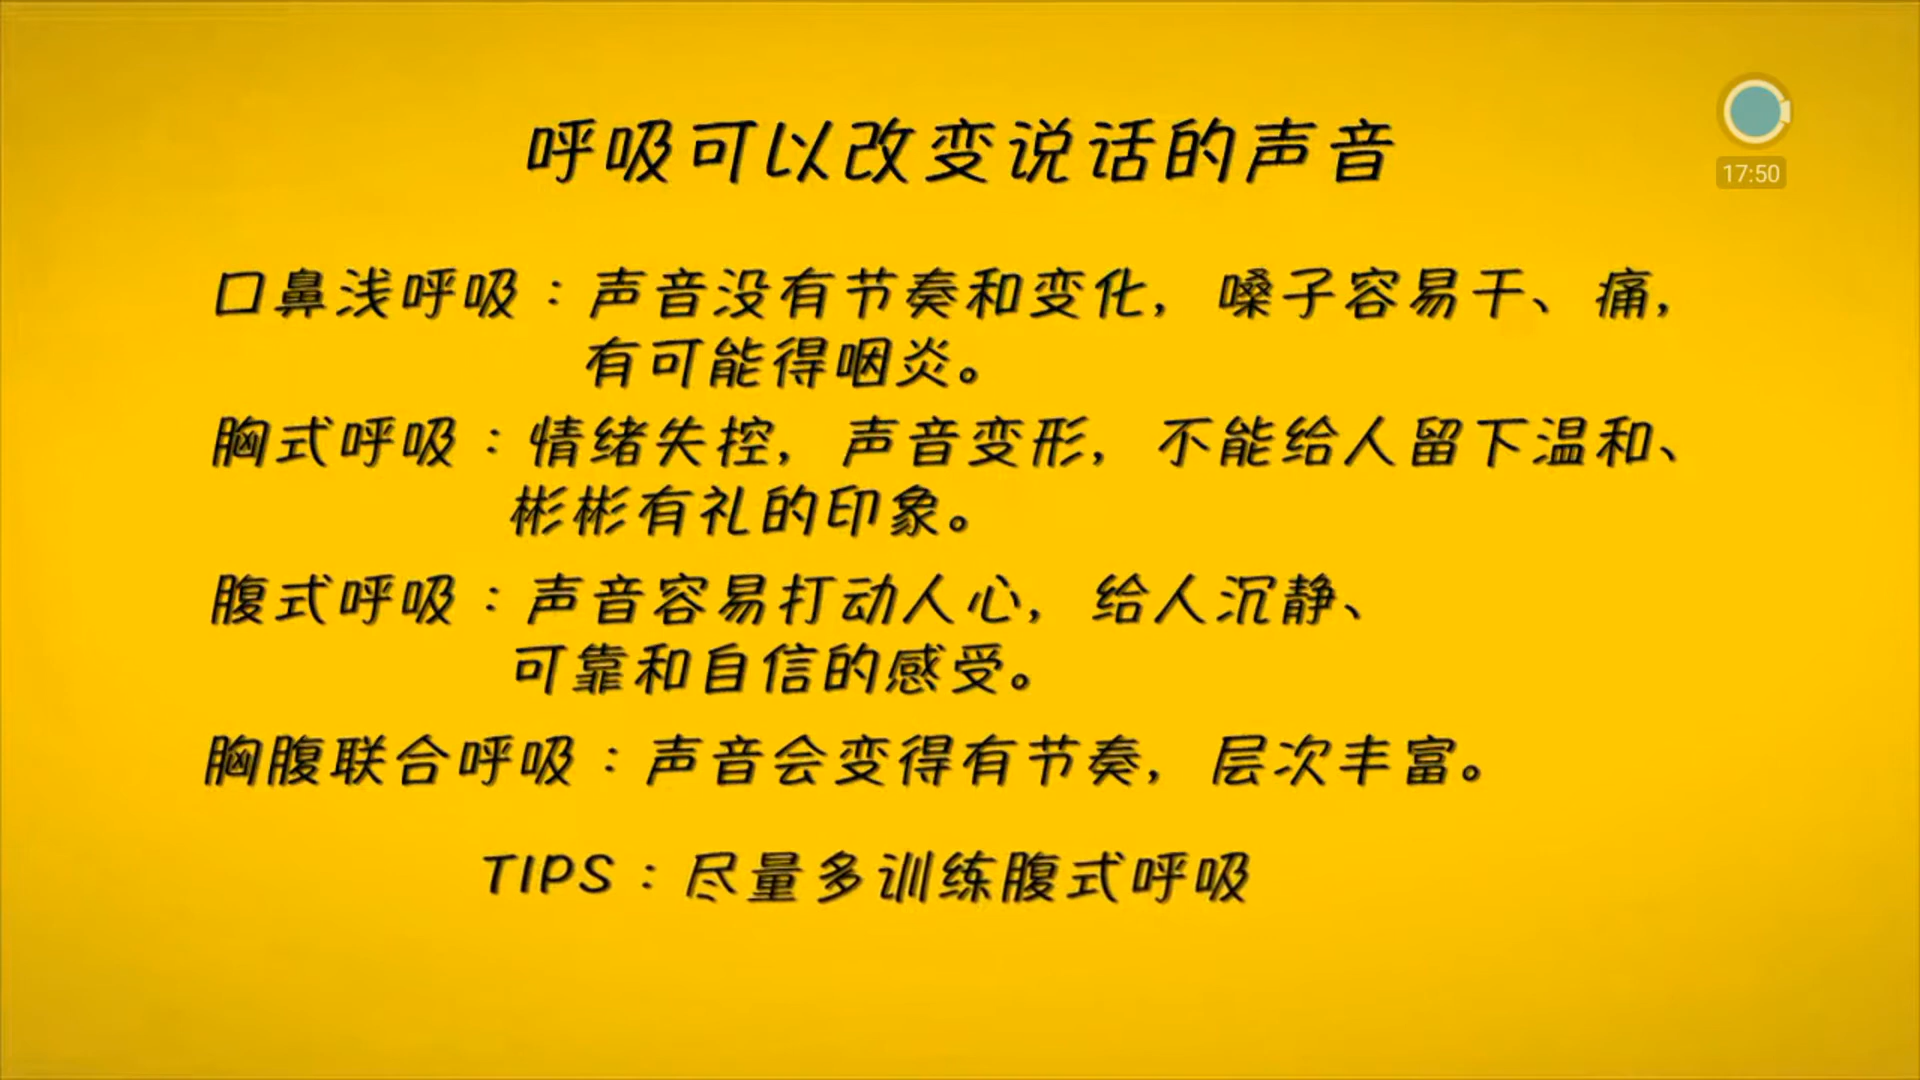 呼吸可以改变说话的声音
17:50
口鼻浅呼吸：声音没有节奏和变化，嗓子容易干、痛，
有可能得咽炎。
胸式呼吸：情绪失控，声音变形，不能给人留下温和、
彬彬有礼的印象。
腹式呼吸：声音容易打动人心，给人沉静、
可靠和自信的感受。
胸腹联合呼吸：声音会变得有节奏，层次丰富。
TIPS：尽量多训练腹式呼吸